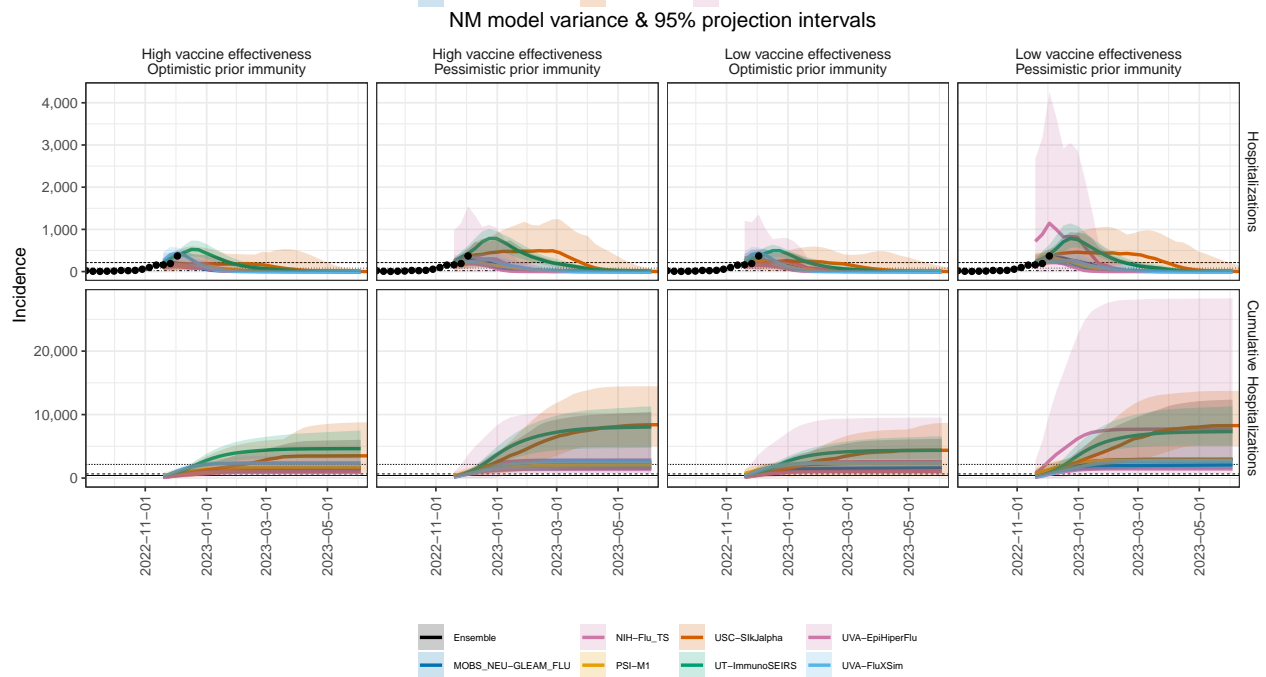 NM model variance & 95% projection intervals
High vaccine effectiveness
Optimistic prior immunity
High vaccine effectiveness
Pessimistic prior immunity
Low vaccine effectiveness
Optimistic prior immunity
Low vaccine effectiveness
Pessimistic prior immunity
4,000
3,000
2,000
1,000
0
Hospitalizations
Incidence
20,000
10,000
0
Cumulative Hospitalizations
2022−11−01
2023−01−01
2023−03−01
2023−05−01
2022−11−01
2023−01−01
2023−03−01
2023−05−01
2022−11−01
2023−01−01
2023−03−01
2023−05−01
2022−11−01
2023−01−01
2023−03−01
2023−05−01
Ensemble
NIH−Flu_TS
USC−SIkJalpha
UVA−EpiHiperFlu
MOBS_NEU−GLEAM_FLU
PSI−M1
UT−ImmunoSEIRS
UVA−FluXSim